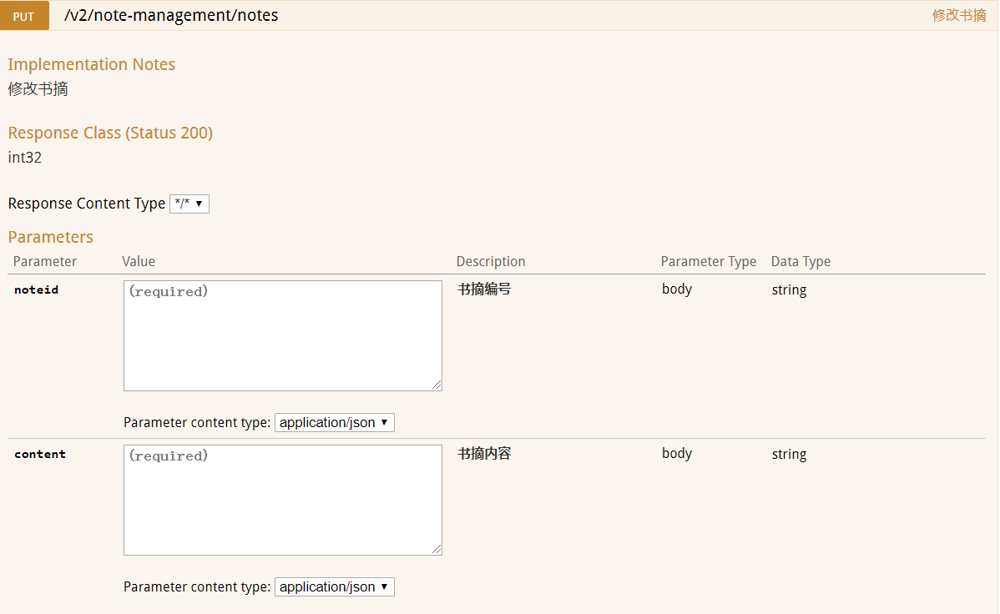 PUT /v2/note-management/notes 修改书摘
Implementation Notes
修改书摘
Response Class (Status 200)
int32
Response Content Type */*
Parameters
Parameter Value Description Parameter Type Data Type
noteid (required) 书摘编号 body string
Parameter content type: application/json
content (required) 书摘内容 body string
Parameter content type: application/json